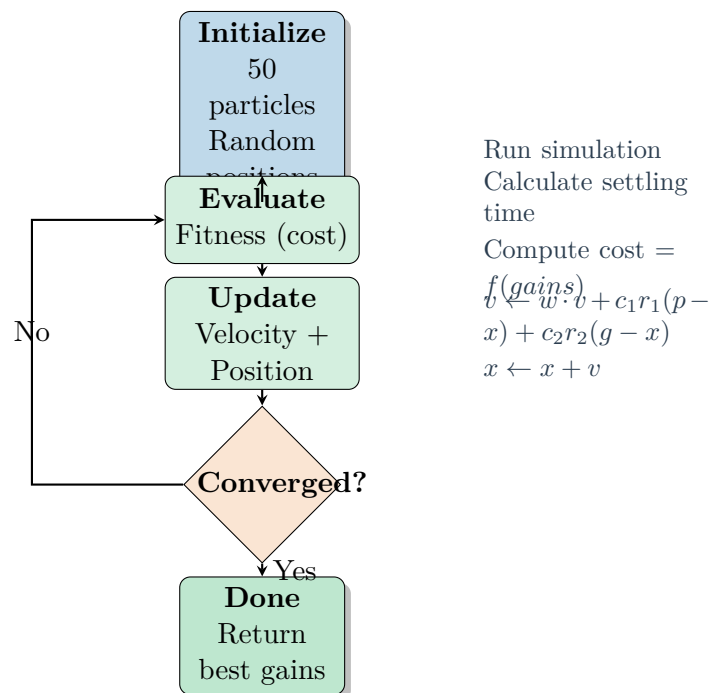 Initialize
50
particles
Random
positions
Evaluate
Fitness (cost)
Update
Velocity +
Position
Converged?
No
Yes
Done
Return
best gains
Run simulation
Calculate settling
time
Compute cost =
f(gains)
v ← w · v + c₁r₁(p −
x) + c₂r₂(g − x)
x ← x + v